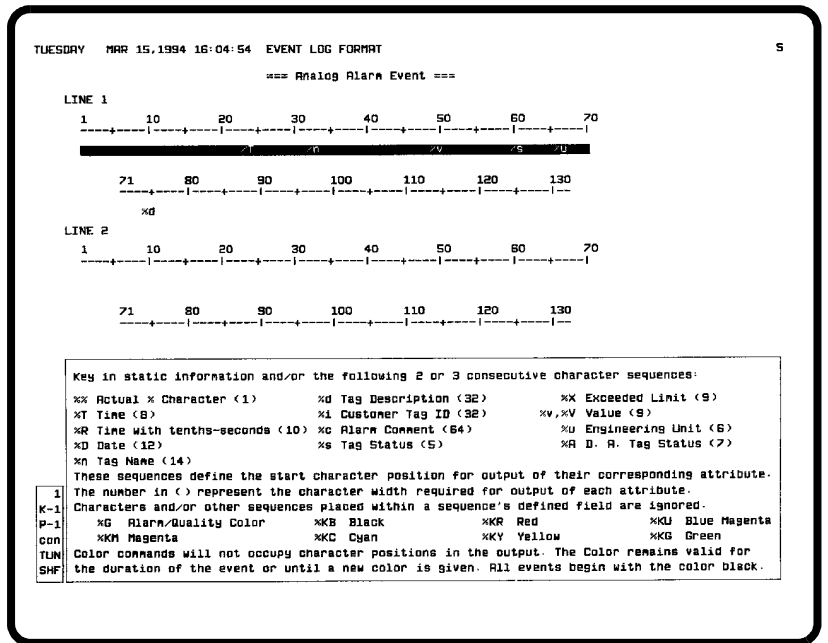 TUESDAY MAR 15,1994 16:04:54 EVENT LOG FORMAT S
=== Analog Alarm Event ===
LINE 1
1 10 20 30 40 50 60 70
----+----|----+----|----+----|----+----|----+----|----+----|----+----|
%T %n %v %s %U
71 80 90 100 110 120 130
----+----|----+----|----+----|----+----|----+----|----+----|--
%d
LINE 2
1 10 20 30 40 50 60 70
----+----|----+----|----+----|----+----|----+----|----+----|----+----|
71 80 90 100 110 120 130
----+----|----+----|----+----|----+----|----+----|----+----|--
Key in static information and/or the following 2 or 3 consecutive character sequences:
%% Actual % Character (1) %d Tag Description (32) %X Exceeded Limit (9)
%T Time (8) %i Customer Tag ID (32) %v,%V Value (9)
%R Time with tenths-seconds (10) %c Alarm Comment (64) %u Engineering Unit (6)
%D Date (12) %s Tag Status (5) %A D. A. Tag Status (7)
%n Tag Name (14)
These sequences define the start character position for output of their corresponding attribute.
1 The number in () represent the character width required for output of each attribute.
K-1 Characters and/or other sequences placed within a sequence's defined field are ignored.
P-1 %G Alarm/Quality Color %KB Black %KR Red %KU Blue Magenta
con %KM Magenta %KC Cyan %KY Yellow %KG Green
TUN Color commands will not occupy character positions in the output. The Color remains valid for
SHF the duration of the event or until a new color is given. All events begin with the color black.